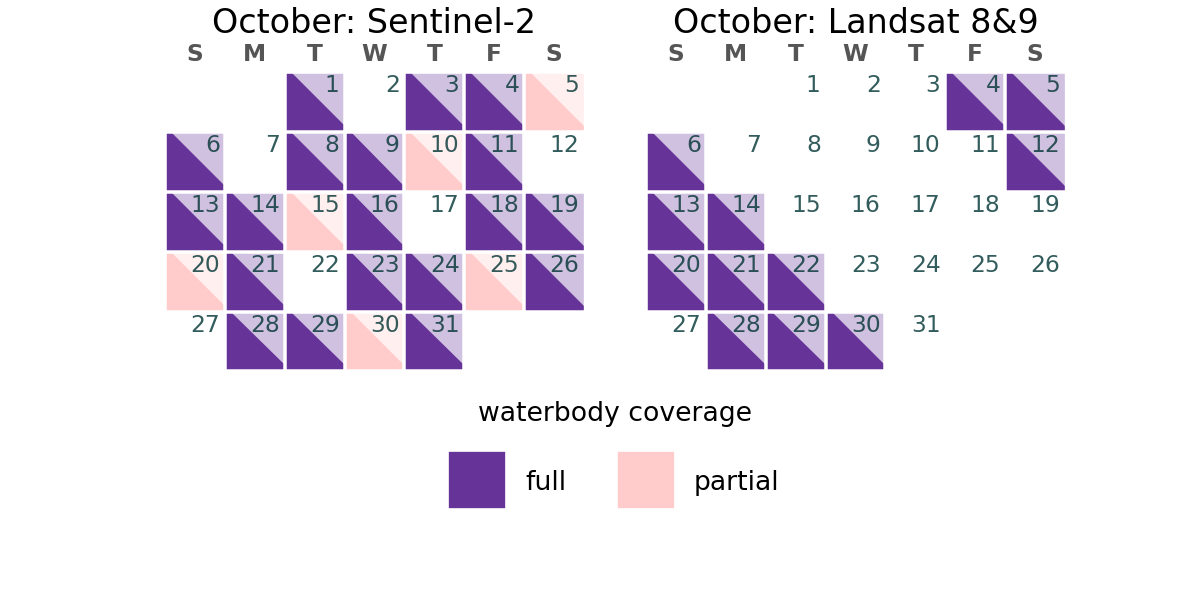 October: Sentinel-2
S M T W T F S
1 2 3 4 5
6 7 8 9 10 11 12
13 14 15 16 17 18 19
20 21 22 23 24 25 26
27 28 29 30 31
October: Landsat 8&9
S M T W T F S
1 2 3 4 5
6 7 8 9 10 11 12
13 14 15 16 17 18 19
20 21 22 23 24 25 26
27 28 29 30 31
waterbody coverage
full partial